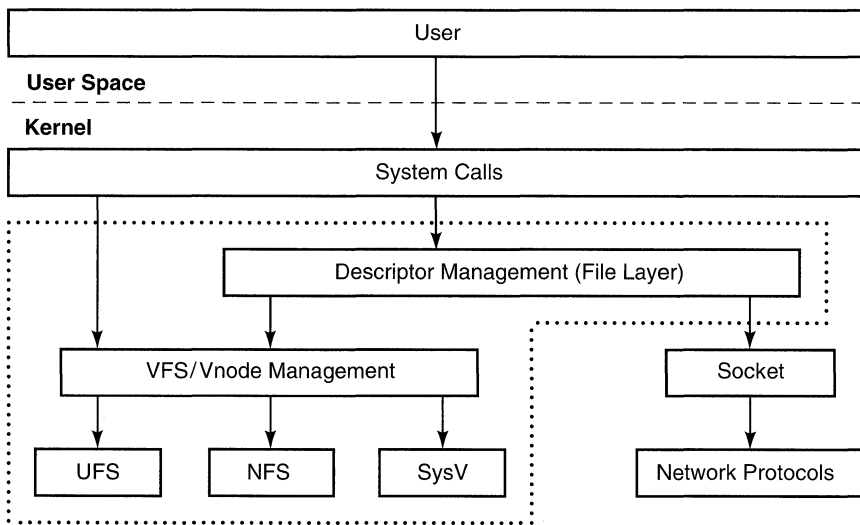 User
User Space
Kernel
System Calls
Descriptor Management (File Layer)
VFS/Vnode Management
Socket
UFS
NFS
SysV
Network Protocols